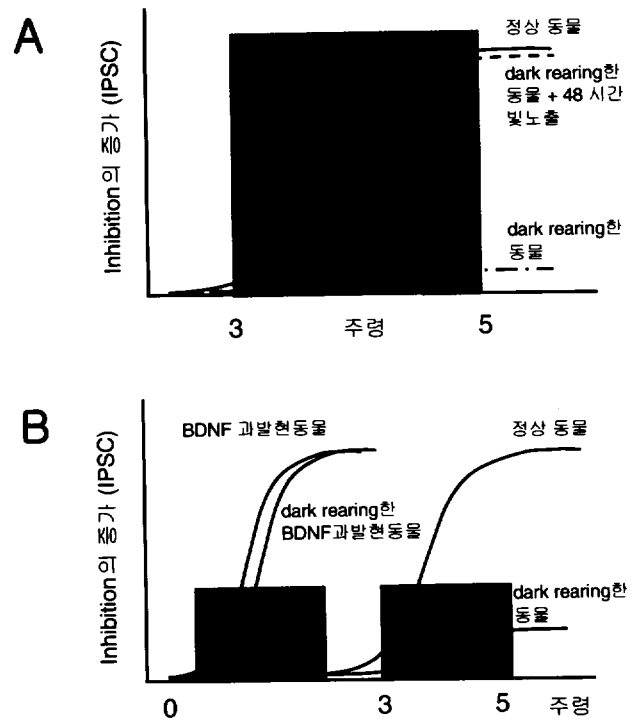 A
Inhibition의 증가 (IPSC)
정상 동물
dark rearing한
동물 + 48 시간
빛노출
dark rearing한
동물
3
주령
5
B
Inhibition의 증가 (IPSC)
BDNF 과발현동물
정상 동물
dark rearing한
BDNF과발현동물
dark rearing한
동물
0
3
5
주령